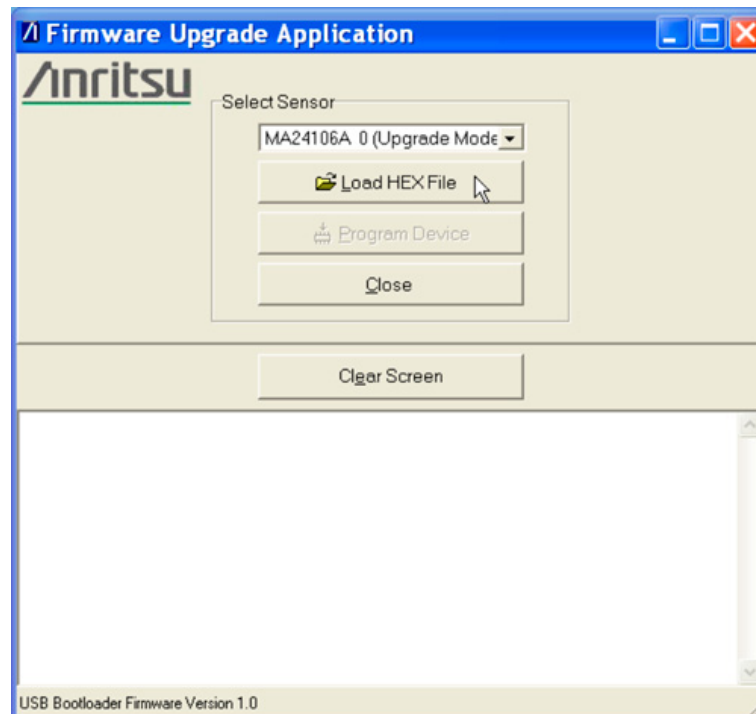 Firmware Upgrade Application
Anritsu
Select Sensor
MA24106A 0 (Upgrade Mode
Load HEX File
Program Device
Close
Clear Screen
USB Bootloader Firmware Version 1.0